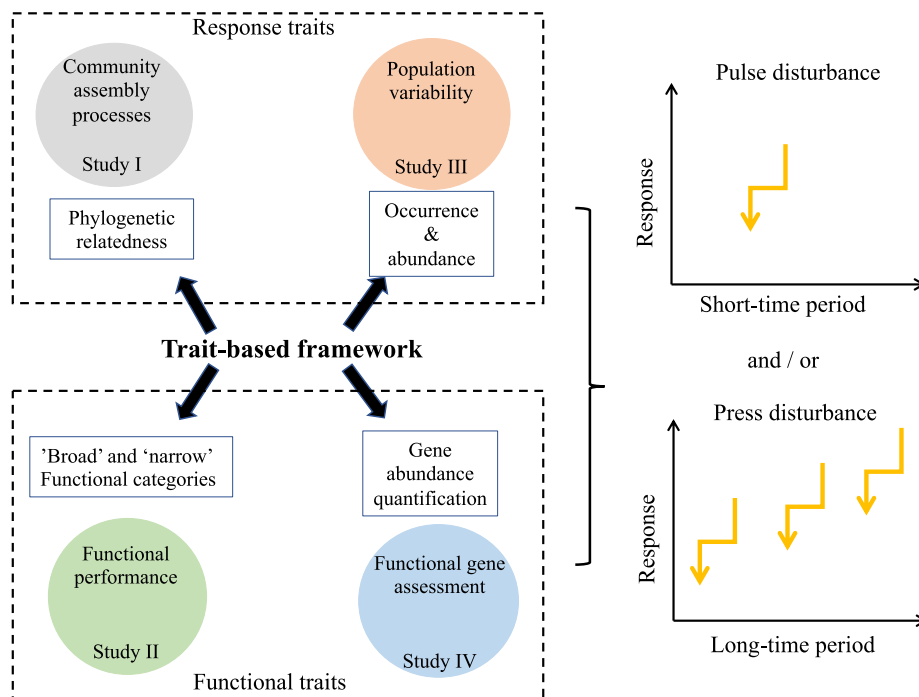 Response traits
Community
assembly
processes
Study I
Phylogenetic
relatedness
Population
variability
Study III
Occurrence
&
abundance
Trait-based framework
’Broad’ and ‘narrow’
Functional categories
Functional
performance
Study II
Gene
abundance
quantification
Functional gene
assessment
Study IV
Functional traits
Pulse disturbance
Response
Short-time period
and / or
Press disturbance
Response
Long-time period